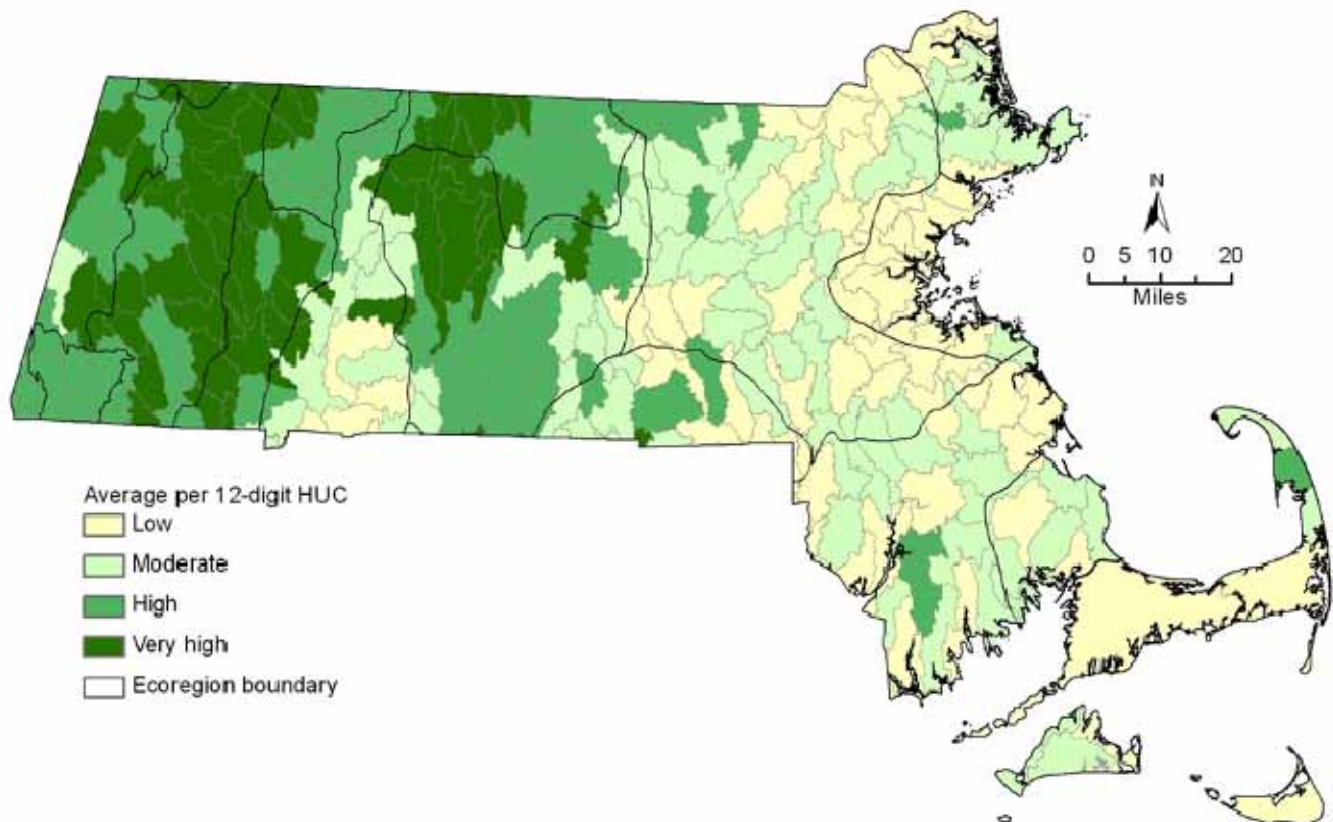 N
0 5 10 20
Miles
Average per 12-digit HUC
Low
Moderate
High
Very high
Ecoregion boundary